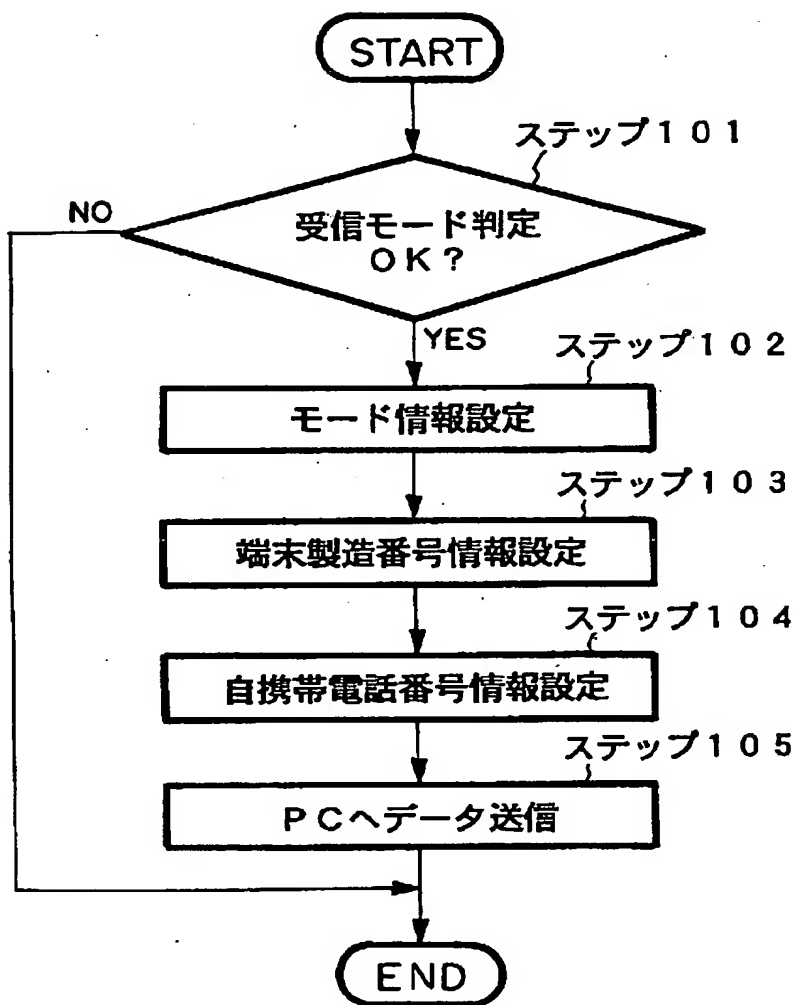 START
ステップ101
NO
受信モード判定
OK?
YES
ステップ102
モード情報設定
ステップ103
端末製造番号情報設定
ステップ104
自携帯電話番号情報設定
ステップ105
PCへデータ送信
END